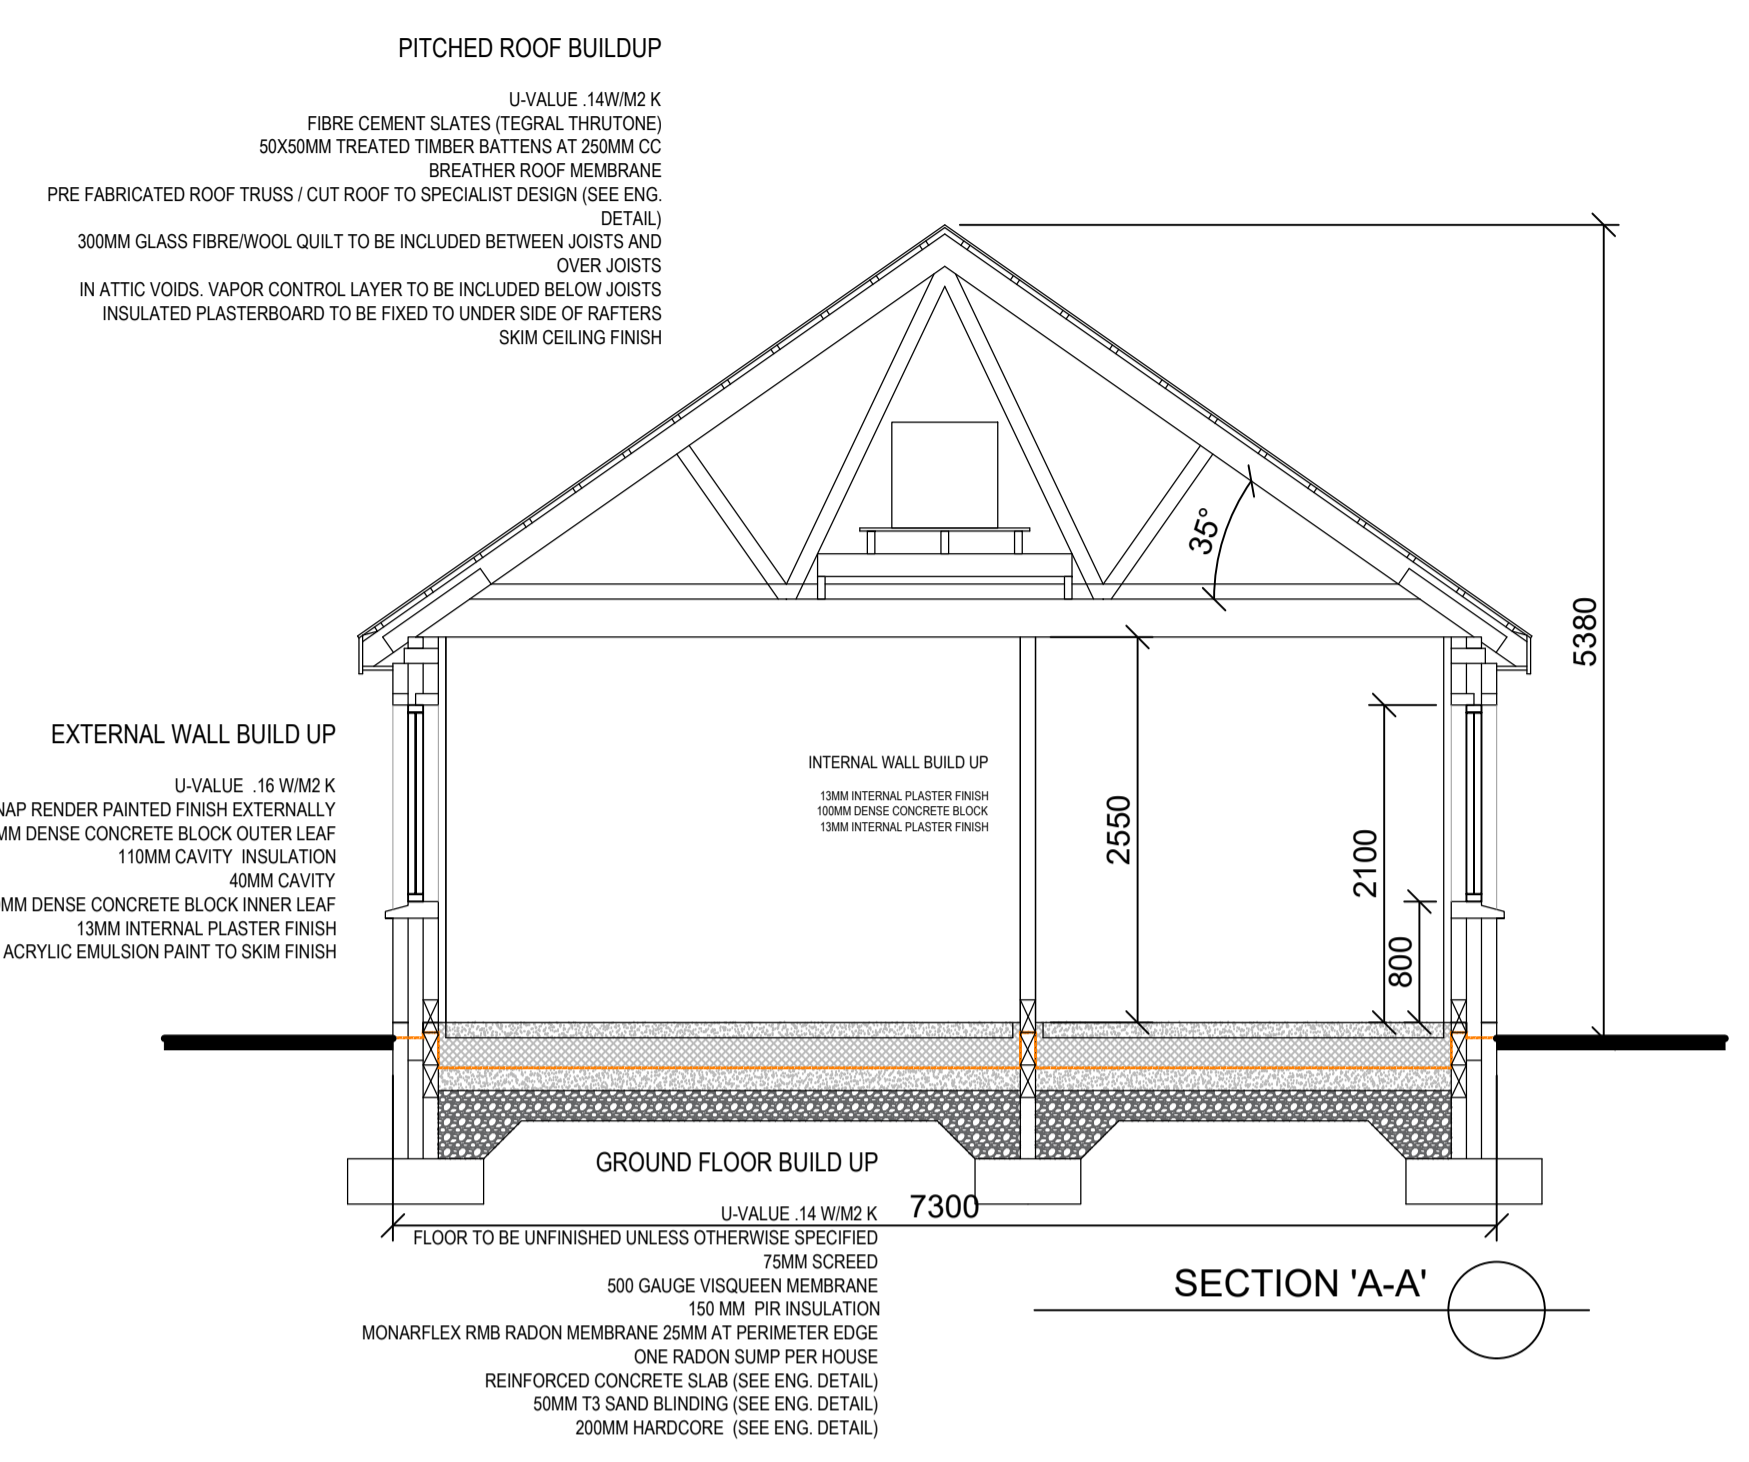 PITCHED ROOF BUILDUP
U-VALUE .14W/M2 K
FIBRE CEMENT SLATES (TEGRAL THRUTONE)
50X50MM TREATED TIMBER BATTENS AT 250MM CC
BREATHER ROOF MEMBRANE
PRE FABRICATED ROOF TRUSS / CUT ROOF TO SPECIALIST DESIGN (SEE ENG.
DETAIL)
300MM GLASS FIBRE/WOOL QUILT TO BE INCLUDED BETWEEN JOISTS AND
OVER JOISTS
IN ATTIC VOIDS. VAPOR CONTROL LAYER TO BE INCLUDED BELOW JOISTS
INSULATED PLASTERBOARD TO BE FIXED TO UNDER SIDE OF RAFTERS
SKIM CEILING FINISH
35°
5380
EXTERNAL WALL BUILD UP
U-VALUE .16 W/M2 K
RENDER PAINTED FINISH EXTERNALLY
DENSE CONCRETE BLOCK OUTER LEAF
110MM CAVITY INSULATION
40MM CAVITY
DENSE CONCRETE BLOCK INNER LEAF
13MM INTERNAL PLASTER FINISH
ACRYLIC EMULSION PAINT TO SKIM FINISH
INTERNAL WALL BUILD UP
13MM INTERNAL PLASTER FINISH
100MM DENSE CONCRETE BLOCK
13MM INTERNAL PLASTER FINISH
2550
2100
800
GROUND FLOOR BUILD UP
U-VALUE .14 W/M2 K
7300
FLOOR TO BE UNFINISHED UNLESS OTHERWISE SPECIFIED
75MM SCREED
500 GAUGE VISQUEEN MEMBRANE
150 MM PIR INSULATION
MONARFLEX RMB RADON MEMBRANE 25MM AT PERIMETER EDGE
ONE RADON SUMP PER HOUSE
REINFORCED CONCRETE SLAB (SEE ENG. DETAIL)
50MM T3 SAND BLINDING (SEE ENG. DETAIL)
200MM HARDCORE (SEE ENG. DETAIL)
SECTION 'A-A'